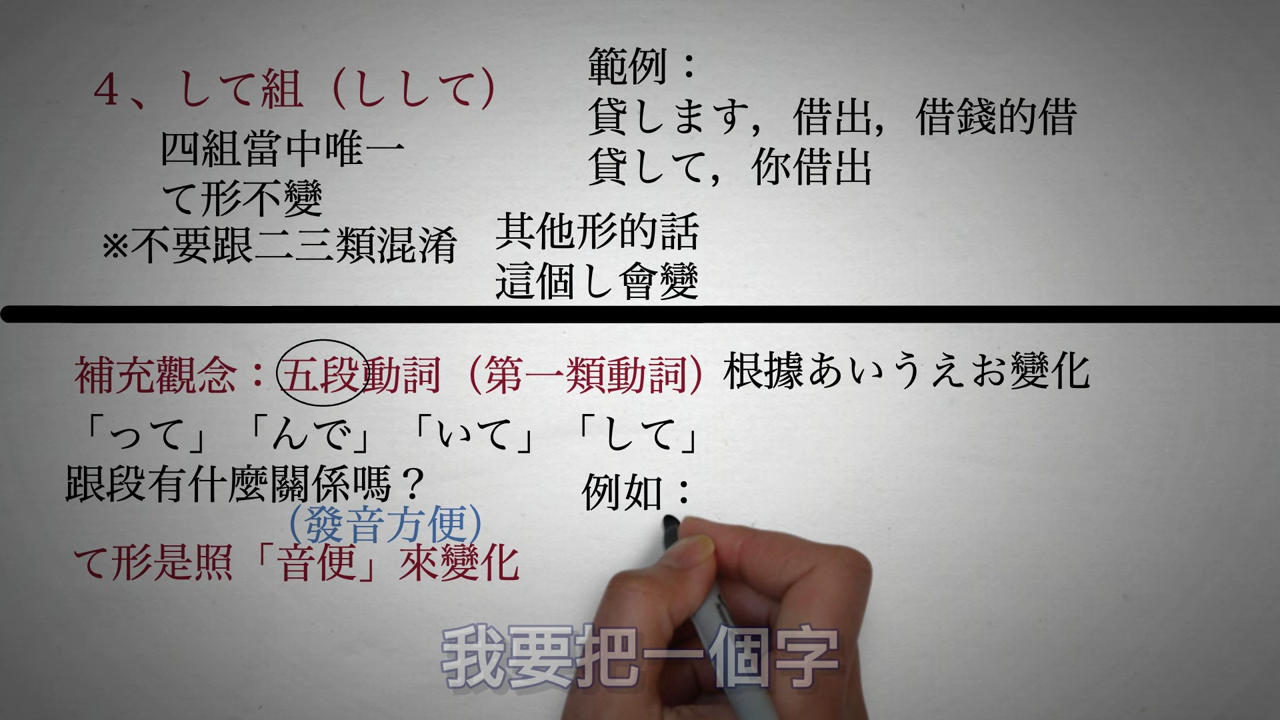 ４、して組（しして）
四組當中唯一
て形不變
※不要跟二三類混淆
範例：
貸します，借出，借錢的借
貸して，你借出
其他形的話
這個し會變
補充觀念：五段動詞（第一類動詞）
根據あいうえお變化
「って」「んで」「いて」「して」
跟段有什麼關係嗎？
（發音方便）
て形是照「音便」來變化
例如：
我要把一個字